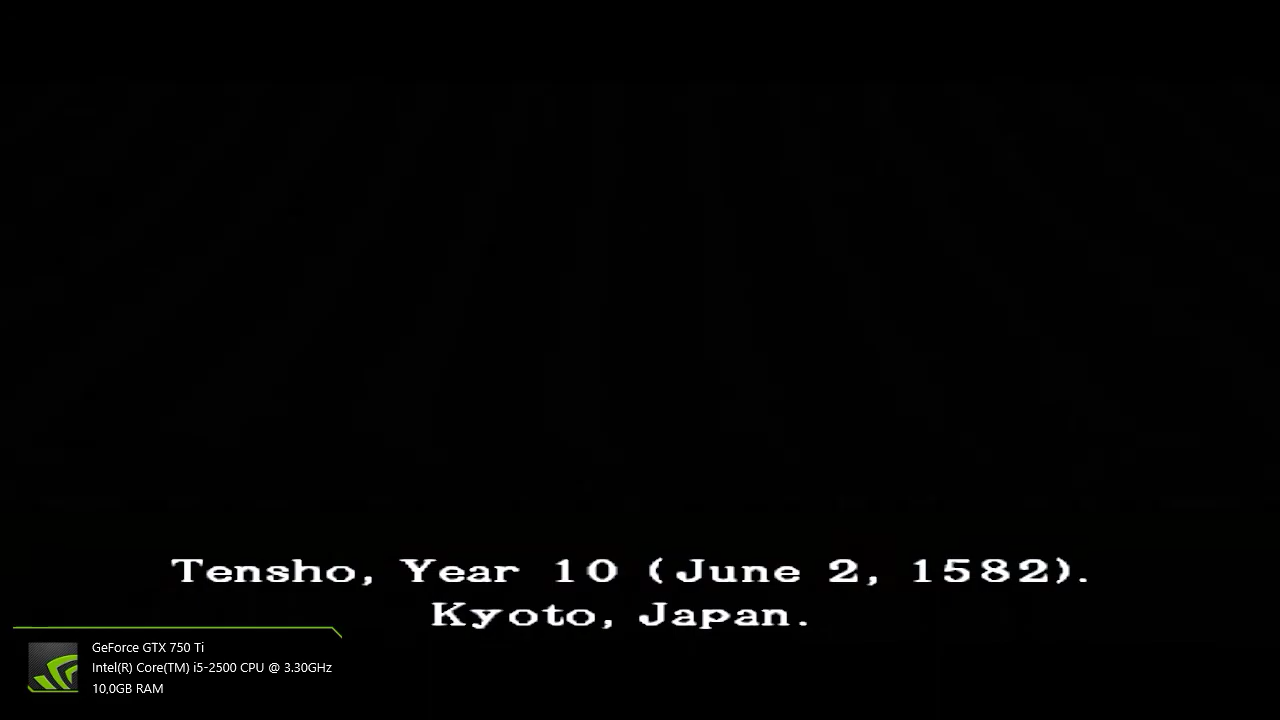 Tensho, Year 10 (June 2, 1582).
Kyoto, Japan.
GeForce GTX 750 Ti
Intel(R) Core(TM) i5-2500 CPU @ 3.30GHz
10,0GB RAM